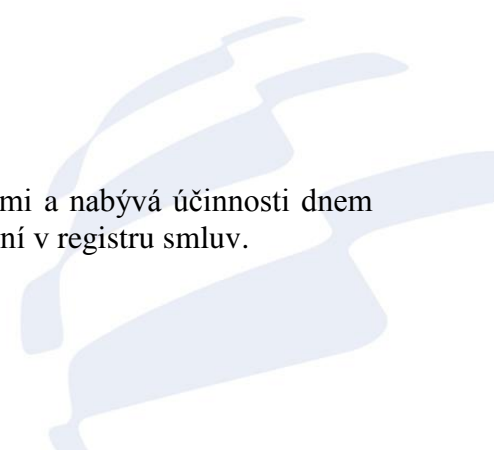 mi a nabývá účinnosti dnem
ní v registru smluv.